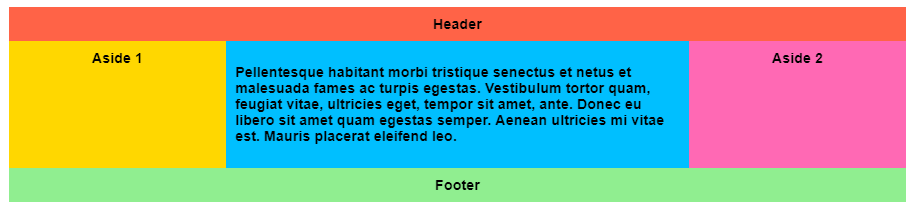 Header
Aside 1
Pellentesque habitant morbi tristique senectus et netus et
malesuada fames ac turpis egestas. Vestibulum tortor quam,
feugiat vitae, ultricies eget, tempor sit amet, ante. Donec eu
libero sit amet quam egestas semper. Aenean ultricies mi vitae
est. Mauris placerat eleifend leo.
Aside 2
Footer